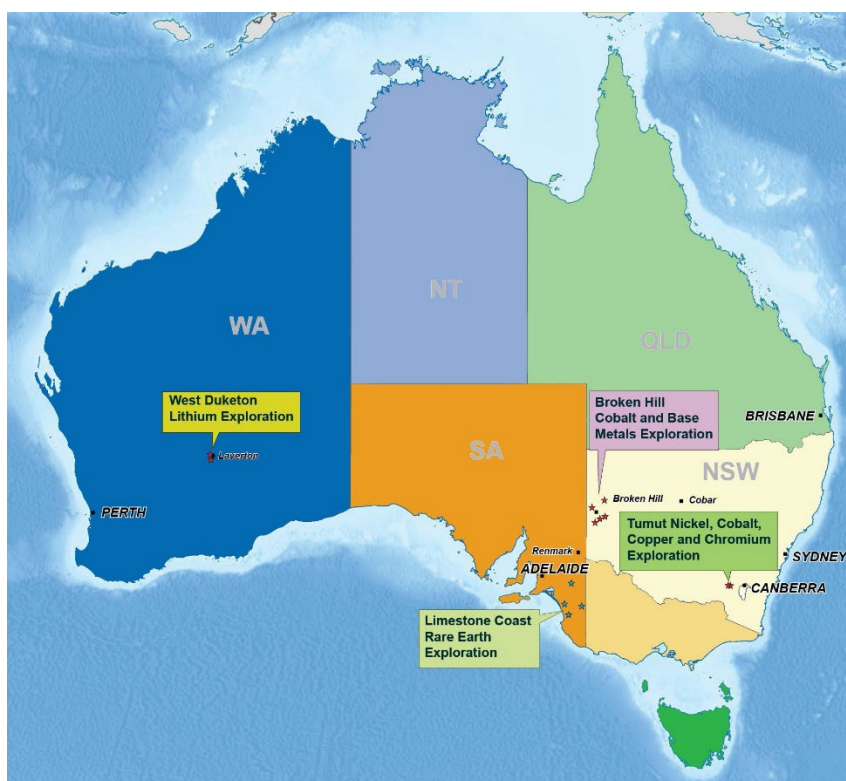 NT
WA
QLD
West Duketon
Lithium Exploration
Broken Hill
Cobalt and Base
Metals Exploration
BRISBANE
Laverton
SA
NSW
Broken Hill
Cobar
PERTH
Tumut Nickel, Cobalt,
Copper and Chromium
Exploration
Renmark
SYDNEY
ADELAIDE
CANBERRA
Limestone Coast
Rare Earth
Exploration